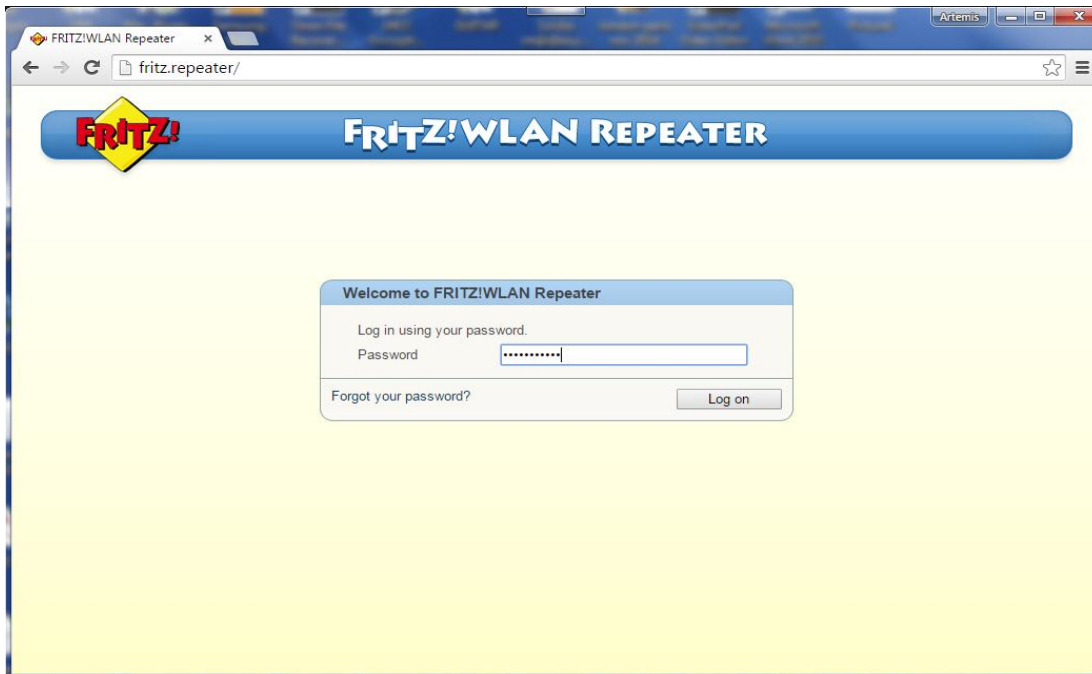 Artemis
FRITZ!WLAN Repeater
fritz.repeater/
FRITZ!
FRITZ!WLAN REPEATER
Welcome to FRITZ!WLAN Repeater
Log in using your password.
Password •••••••••••
Forgot your password?
Log on